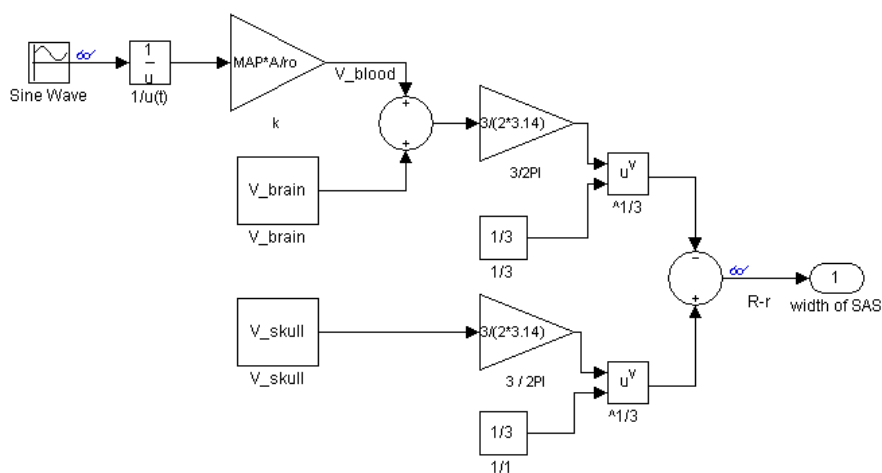 Sine Wave
1
u
1/u(t)
MAP*A/ro
k
V_blood
+
+
V_brain
V_brain
3/(2*3.14)
3/2PI
1/3
1/3
u^v
^1/3
V_skull
V_skull
3/(2*3.14)
3 / 2PI
1/3
1/1
u^v
^1/3
−
+
R-r
1
width of SAS